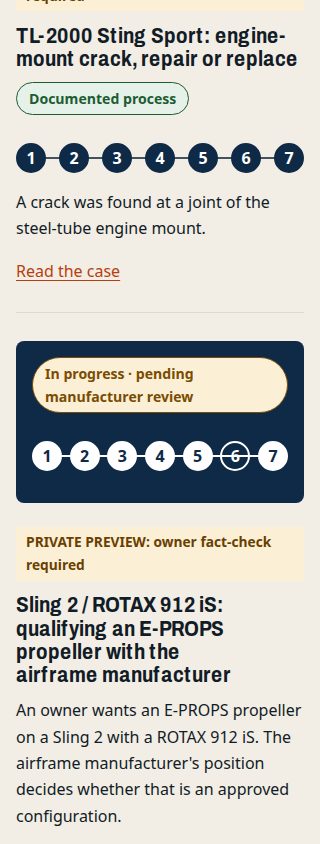 TL-2000 Sting Sport: engine-
mount crack, repair or replace
Documented process
1 2 3 4 5 6 7
A crack was found at a joint of the
steel-tube engine mount.
Read the case
In progress · pending
manufacturer review
1 2 3 4 5 6 7
PRIVATE PREVIEW: owner fact-check
required
Sling 2 / ROTAX 912 iS:
qualifying an E-PROPS
propeller with the
airframe manufacturer
An owner wants an E-PROPS propeller
on a Sling 2 with a ROTAX 912 iS. The
airframe manufacturer's position
decides whether that is an approved
configuration.